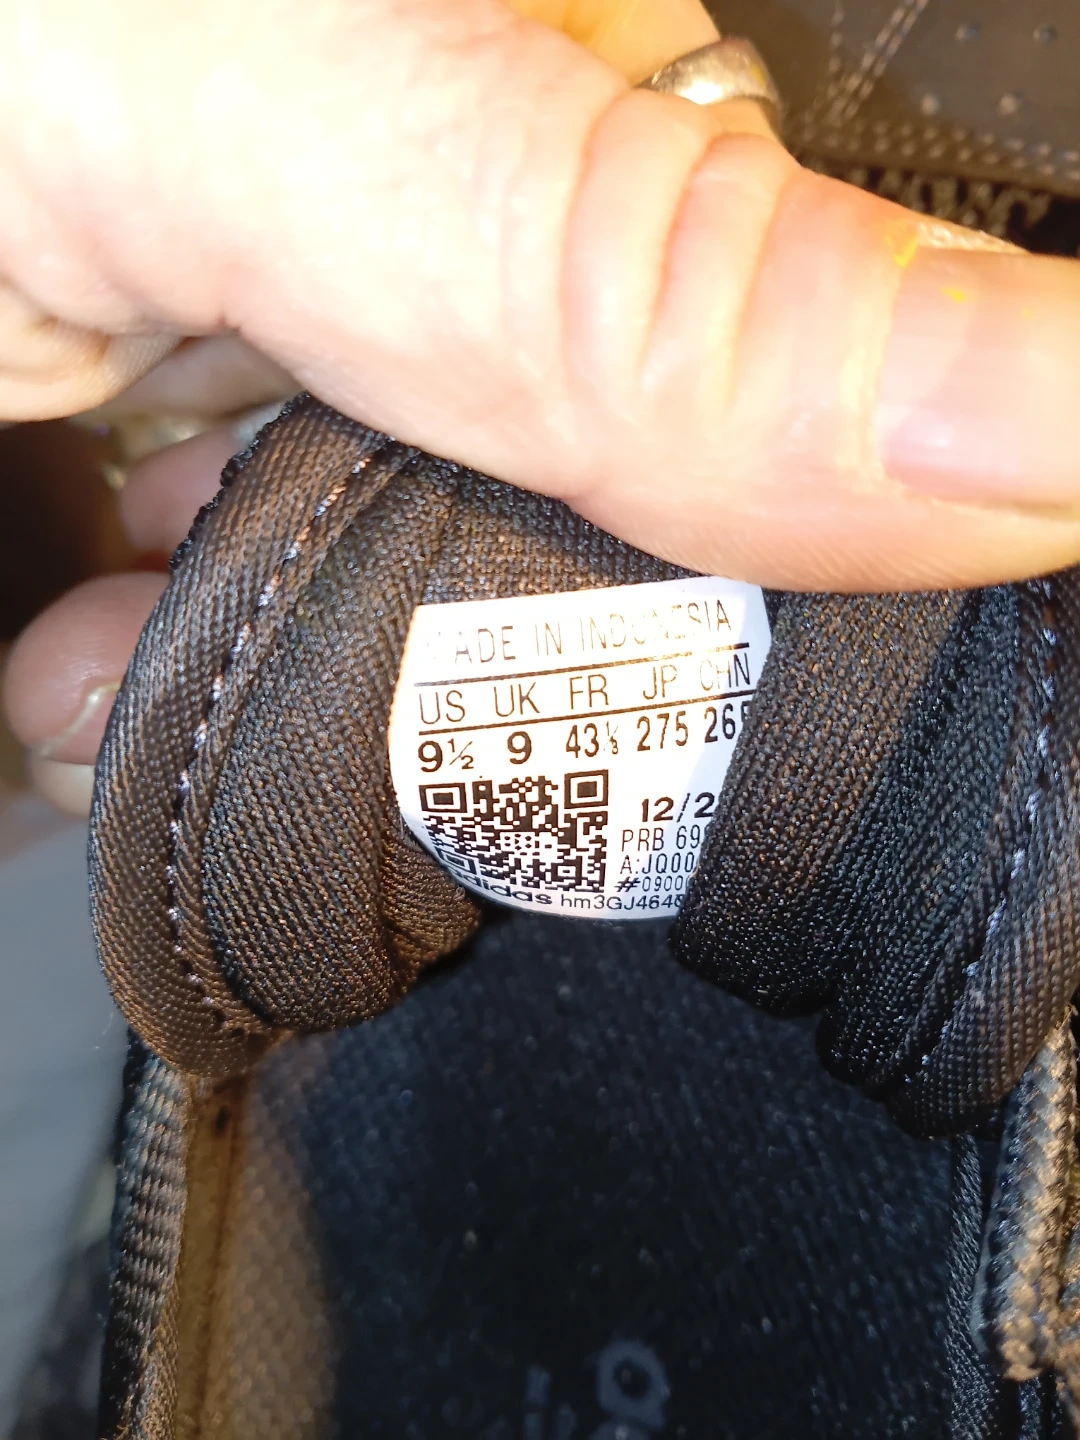 MADE IN INDONESIA
US UK FR JP CHN
9½ 9 43⅓ 275 265
12/2
PRB 69
A:JQ00
#0900
adidas hm3GJ464